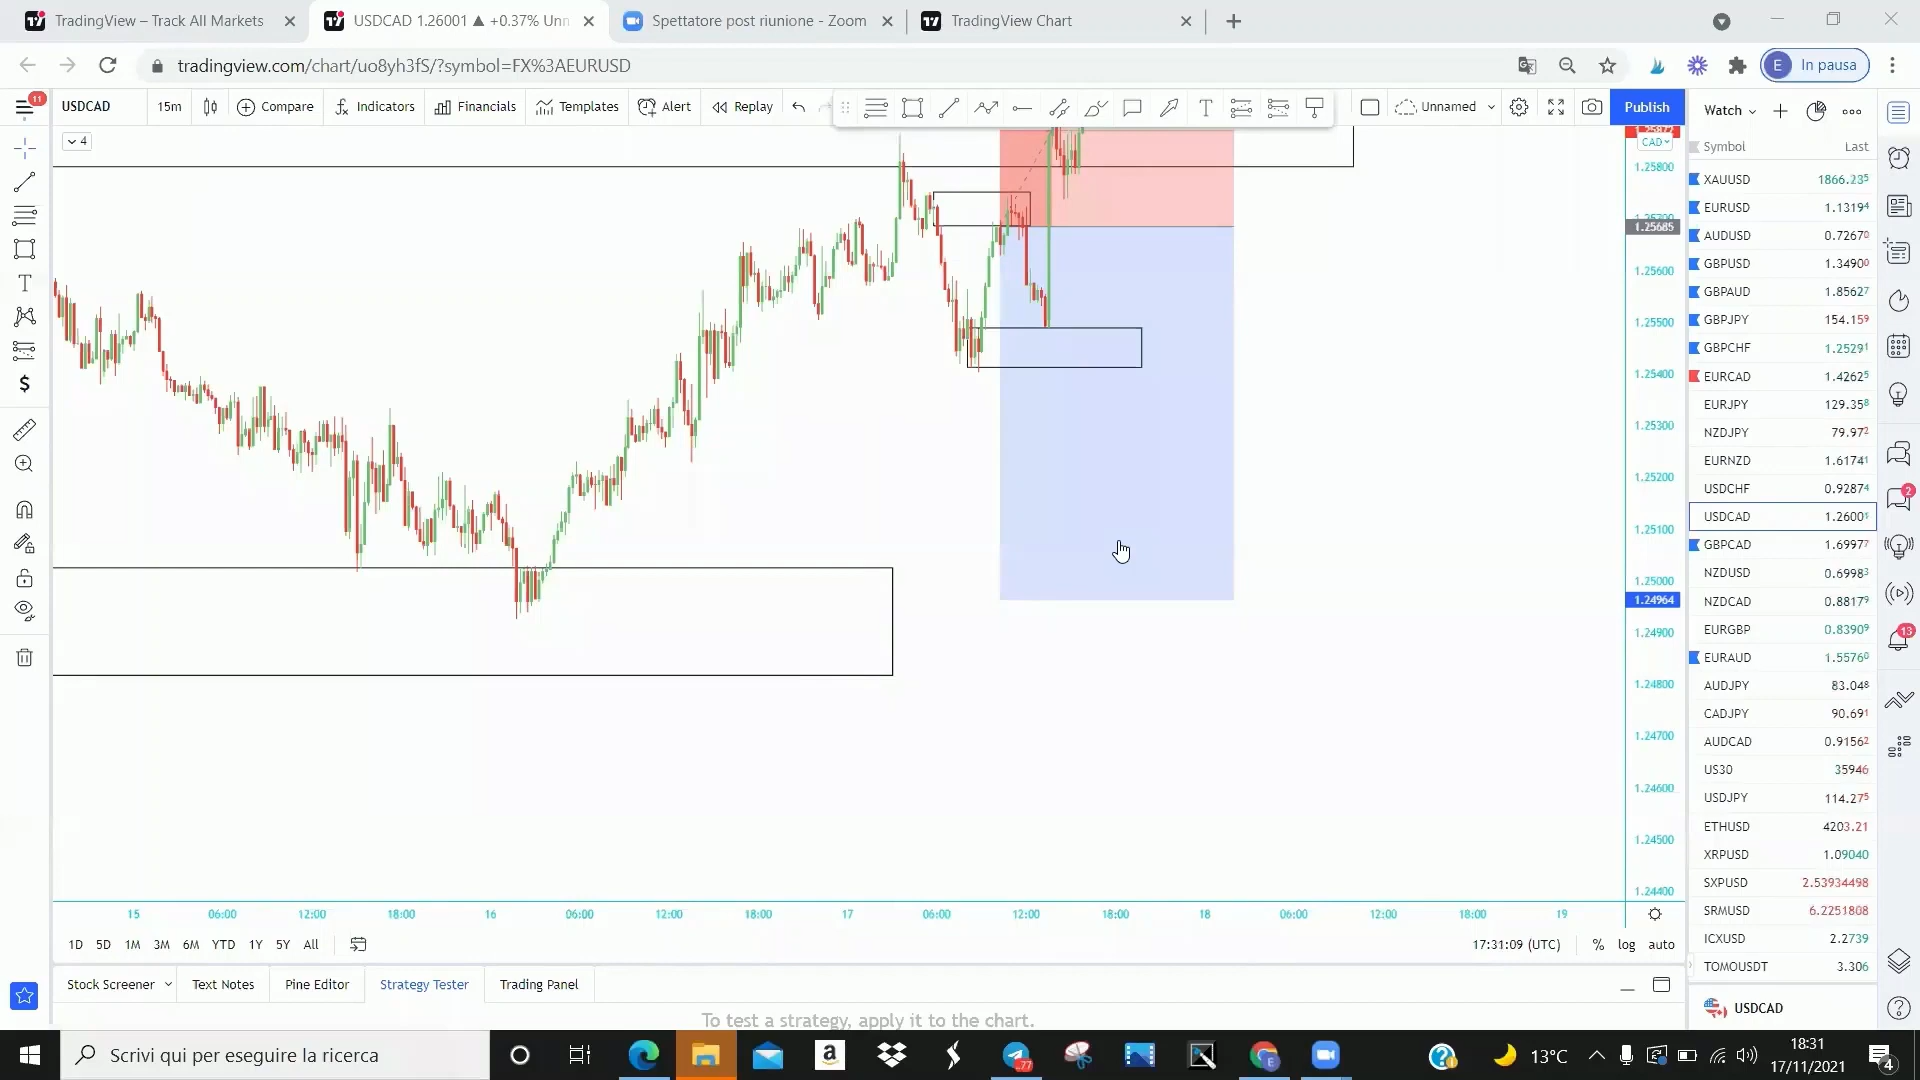 TradingView – Track All Markets
USDCAD 1.26001 ▲ +0.37% Unn
Spettatore post riunione - Zoom
TradingView Chart
tradingview.com/chart/uo8yh3fS/?symbol=FX%3AEURUSD
E In pausa
11
USDCAD
15m
Compare
Indicators
Financials
Templates
Alert
Replay
Unnamed
Publish
Watch
4
CAD
1.25800
1.25685
1.25600
1.25500
1.25400
1.25300
1.25200
1.25100
1.25000
1.24964
1.24900
1.24800
1.24700
1.24600
1.24500
1.24400
Symbol Last
XAUUSD 1866.235
EURUSD 1.13194
AUDUSD 0.72670
GBPUSD 1.34900
GBPAUD 1.85627
GBPJPY 154.159
GBPCHF 1.25291
EURCAD 1.42625
EURJPY 129.358
NZDJPY 79.972
EURNZD 1.61741
USDCHF 0.92874
USDCAD 1.26001
GBPCAD 1.69977
NZDUSD 0.69983
NZDCAD 0.88179
EURGBP 0.83909
EURAUD 1.55760
AUDJPY 83.048
CADJPY 90.691
AUDCAD 0.91562
US30 35946
USDJPY 114.275
ETHUSD 4203.21
XRPUSD 1.09040
SXPUSD 2.53934498
SRMUSD 6.2251808
ICXUSD 2.2739
TOMOUSDT 3.306
USDCAD
2
13
15 06:00 12:00 18:00 16 06:00 12:00 18:00 17 06:00 12:00 18:00 18 06:00 12:00 18:00 19
1D 5D 1M 3M 6M YTD 1Y 5Y All
17:31:09 (UTC) % log auto
Stock Screener
Text Notes
Pine Editor
Strategy Tester
Trading Panel
To test a strategy, apply it to the chart.
Scrivi qui per eseguire la ricerca
77
13°C
18:31
17/11/2021
4